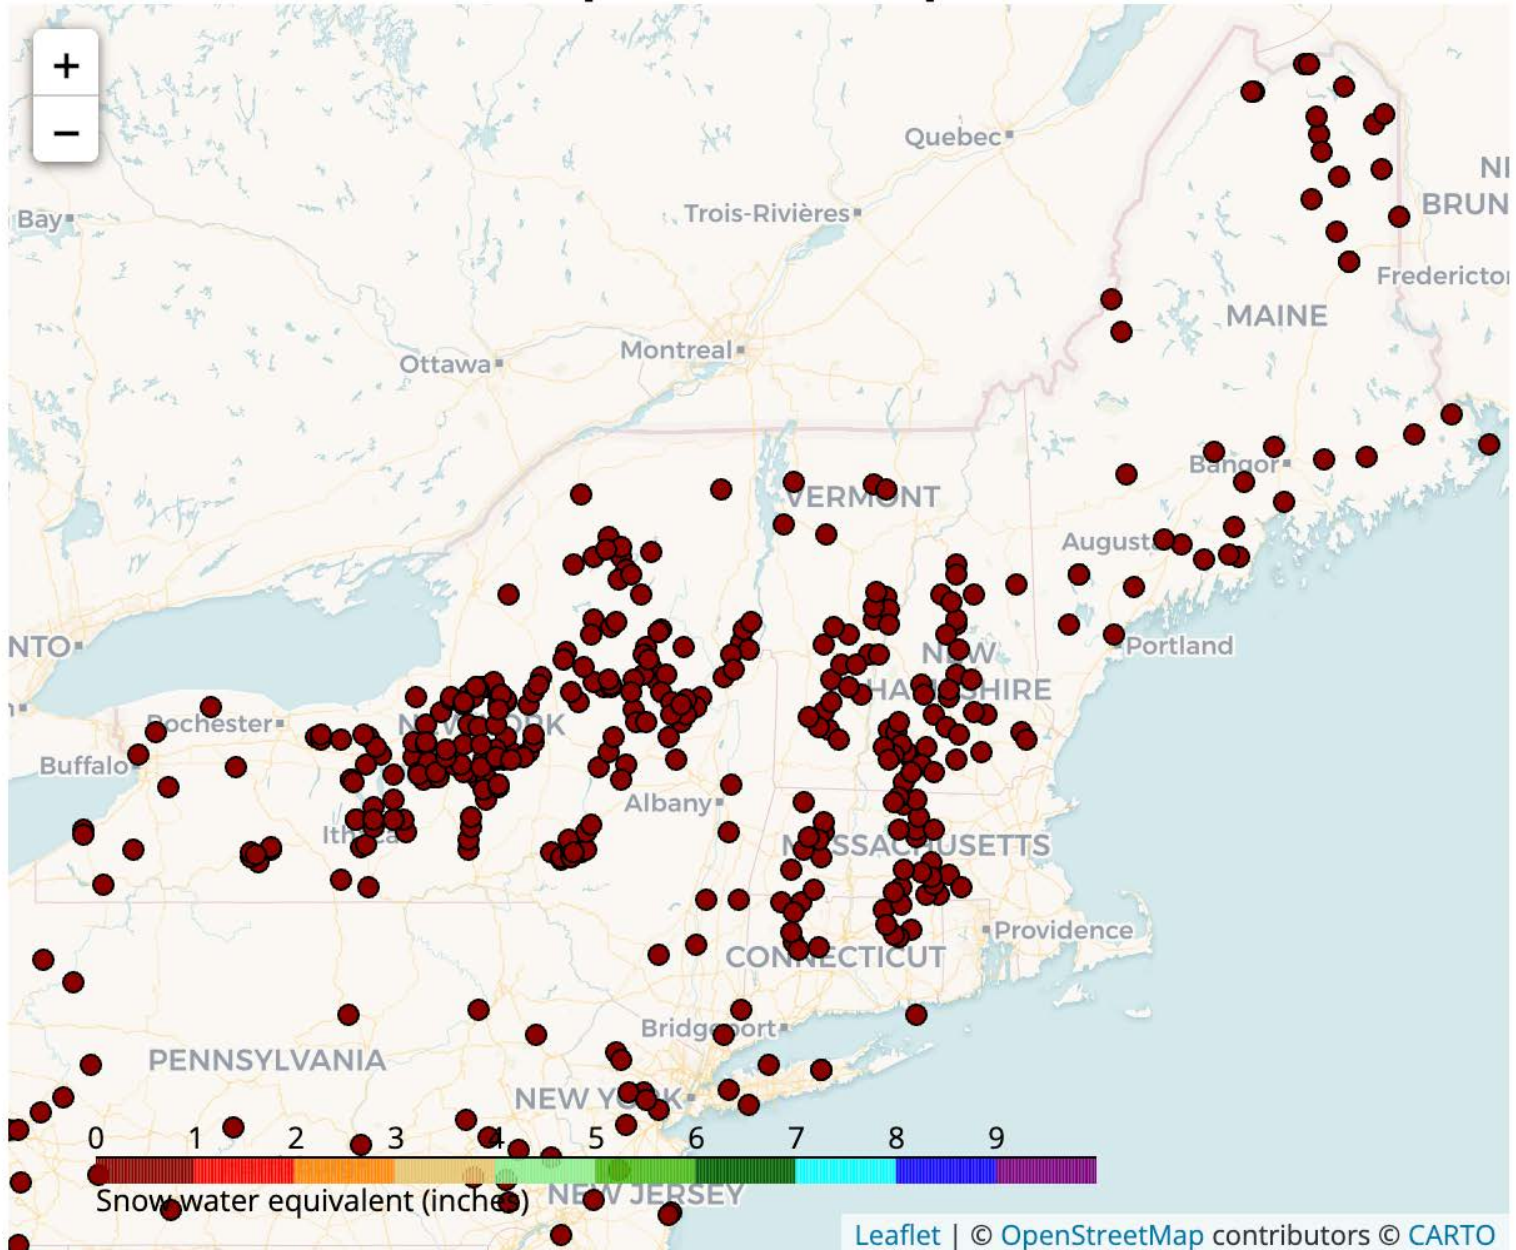 +
Quebec
−
NI
Trois-Rivières
BRUN
Bay
Frederictor
MAINE
Montreal
Ottawa
Bangor
VERMONT
Augusta
NTO
Portland
NEW
HAMPSHIRE
Rochester
NEW YORK
Buffalo
Albany
Ithaca
MASSACHUSETTS
Providence
CONNECTICUT
Bridgeport
PENNSYLVANIA
NEW YORK
0 1 2 3 4 5 6 7 8 9
Snow water equivalent (inches)
NEW JERSEY
Leaflet | © OpenStreetMap contributors © CARTO